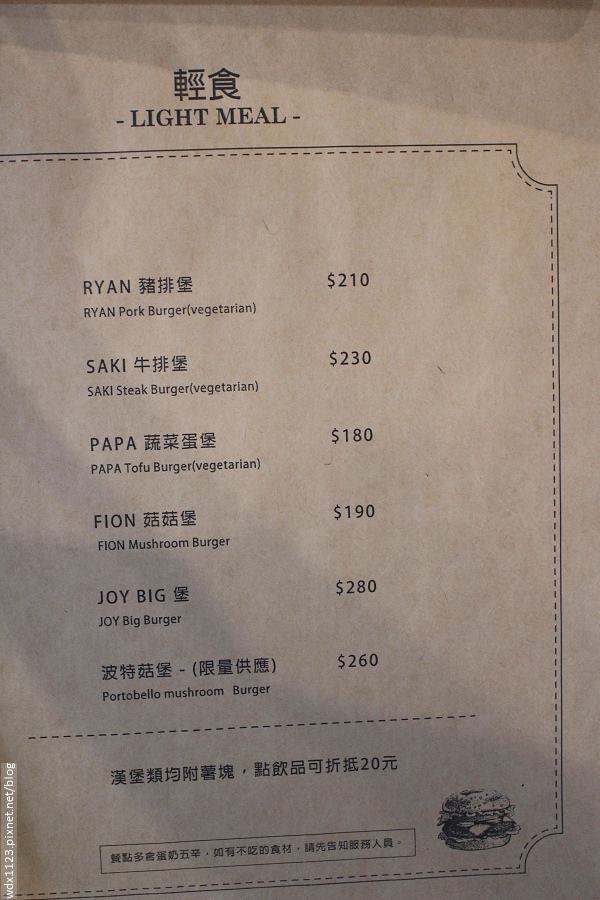 輕食
- LIGHT MEAL -
RYAN 豬排堡 $210
RYAN Pork Burger(vegetarian)
SAKI 牛排堡 $230
SAKI Steak Burger(vegetarian)
PAPA 蔬菜蛋堡 $180
PAPA Tofu Burger(vegetarian)
FION 菇菇堡 $190
FION Mushroom Burger
JOY BIG 堡 $280
JOY Big Burger
波特菇堡 - (限量供應) $260
Portobello mushroom Burger
漢堡類均附薯塊，點飲品可折抵20元
餐點多含蛋奶五辛，如有不吃的食材，請先告知服務人員。
wdx1123.pixnet.net/blog